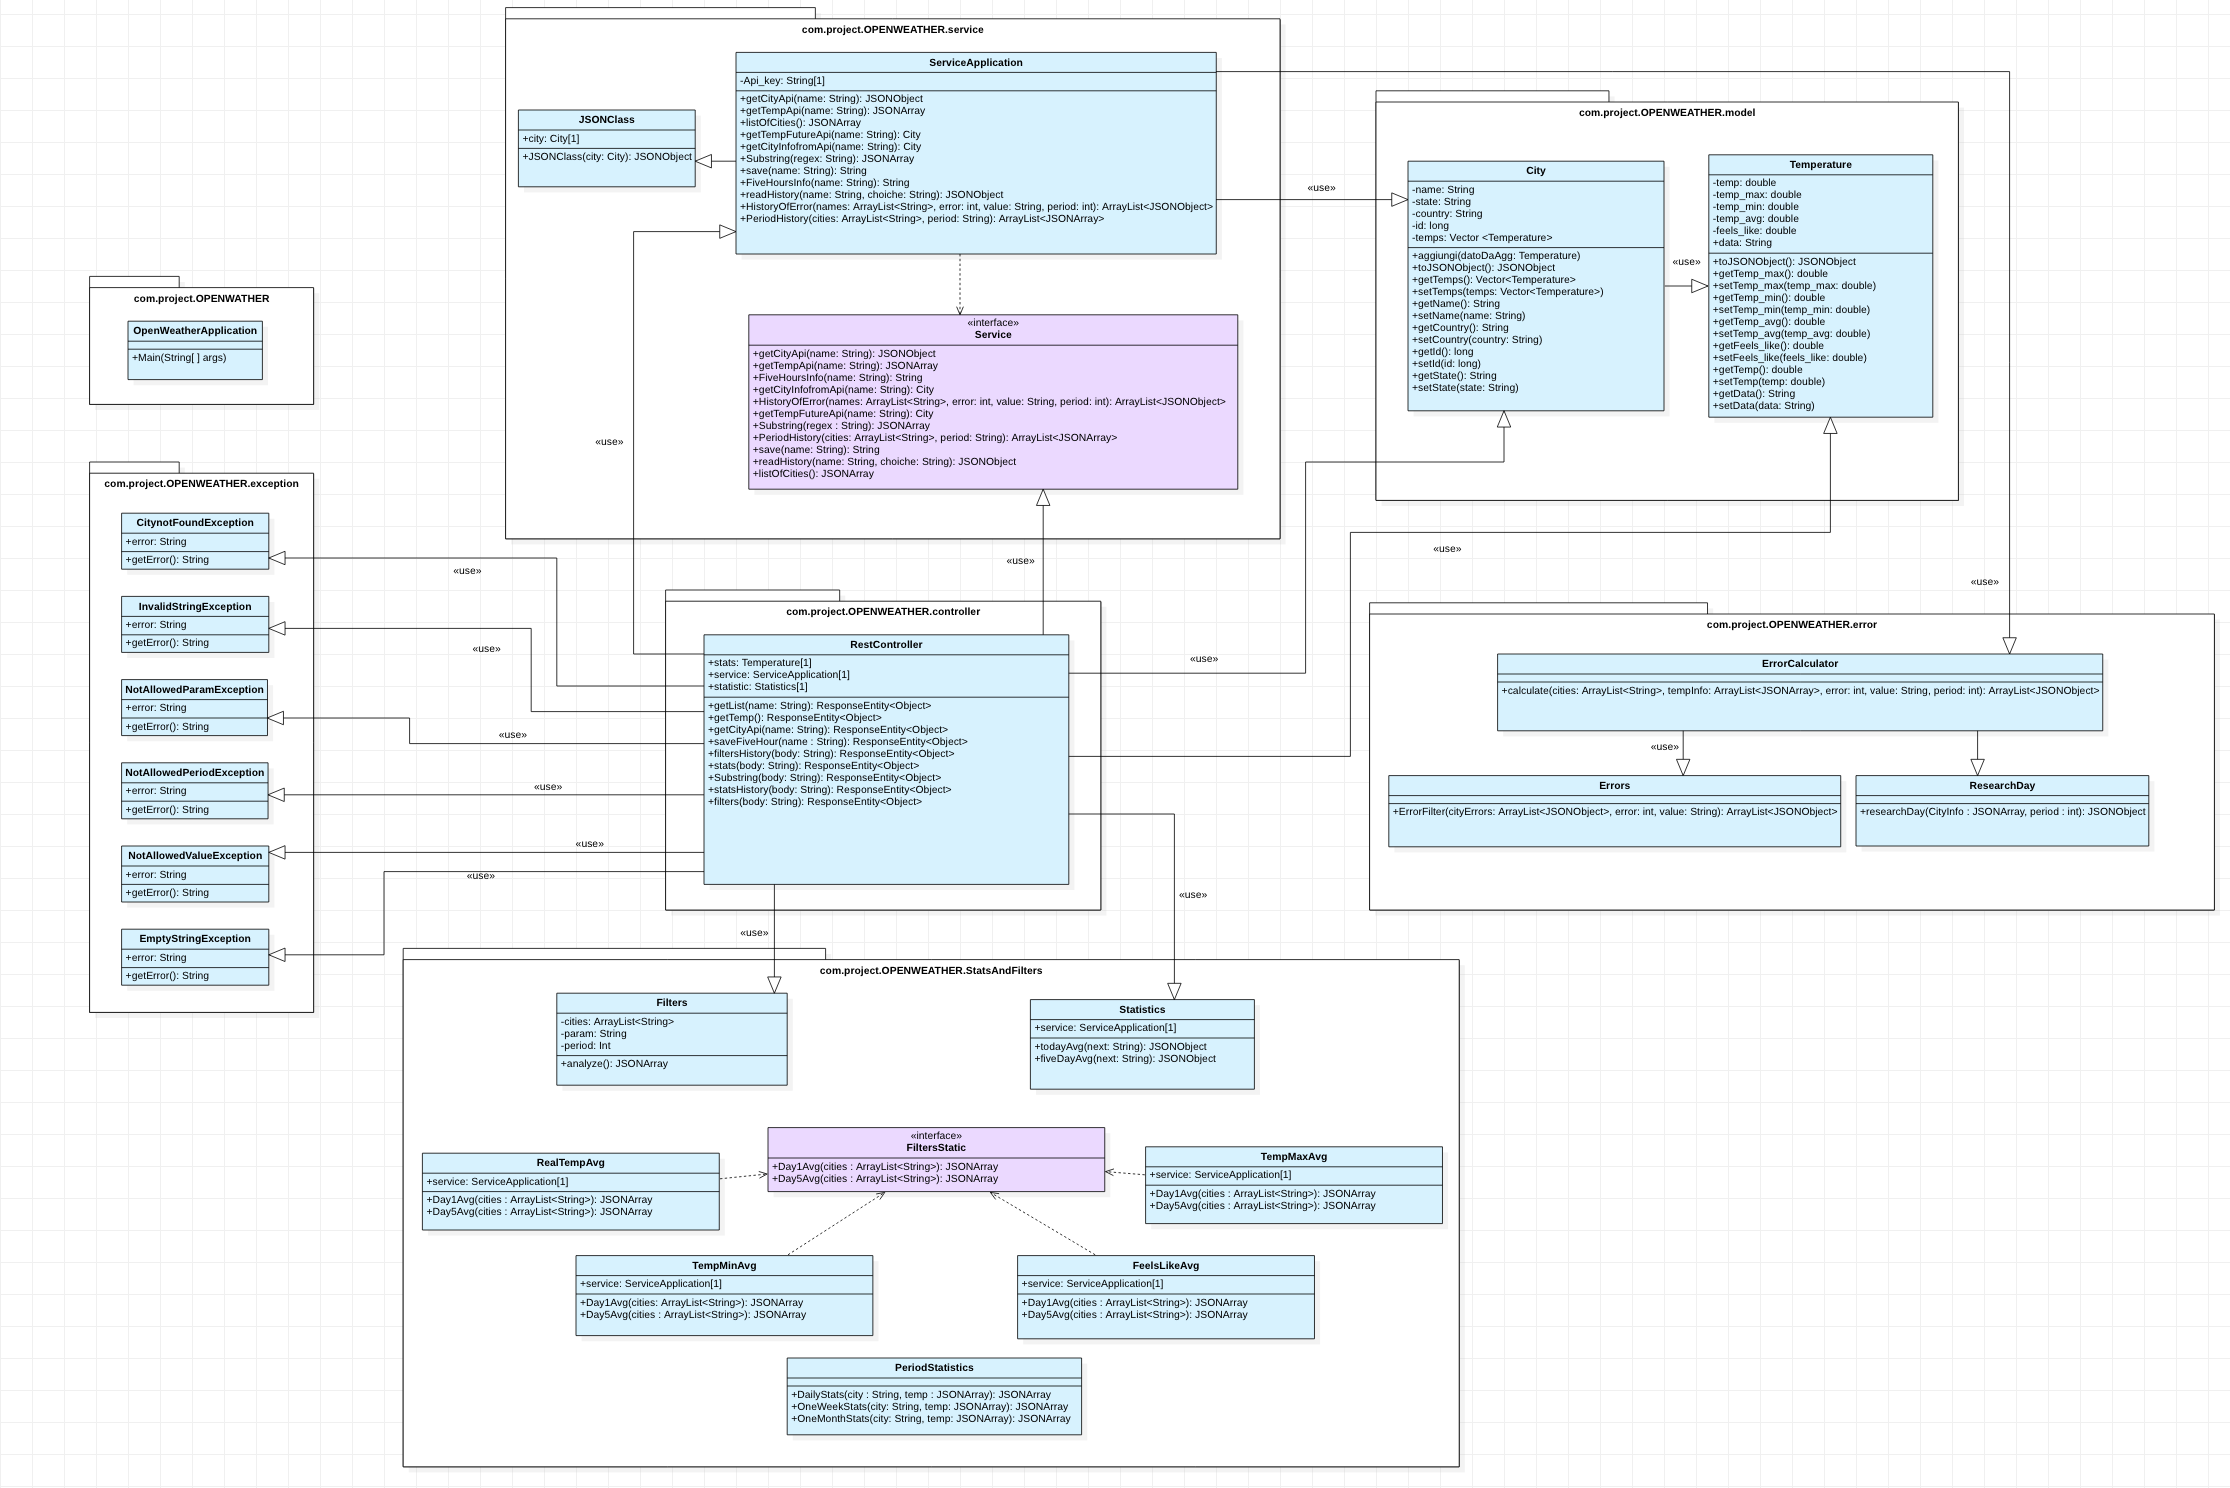 com.project.OPENWEATHER.service
ServiceApplication
-Api_key: String[1]
+getCityApi(name: String): JSONObject
+getTempApi(name: String): JSONArray
+listOfCities(): JSONArray
+getTempFutureApi(name: String): City
+getCityInfofromApi(name: String): City
+Substring(regex: String): JSONArray
+save(name: String): String
+FiveHoursInfo(name: String): String
+readHistory(name: String, choiche: String): JSONObject
+HistoryOfError(names: ArrayList<String>, error: int, value: String, period: int): ArrayList<JSONObject>
+PeriodHistory(cities: ArrayList<String>, period: String): ArrayList<JSONArray>
JSONClass
+city: City[1]
+JSONClass(city: City): JSONObject
«interface»
Service
+getCityApi(name: String): JSONObject
+getTempApi(name: String): JSONArray
+FiveHoursInfo(name: String): String
+getCityInfofromApi(name: String): City
+HistoryOfError(names: ArrayList<String>, error: int, value: String, period: int): ArrayList<JSONObject>
+getTempFutureApi(name: String): City
+Substring(regex : String): JSONArray
+PeriodHistory(cities: ArrayList<String>, period: String): ArrayList<JSONArray>
+save(name: String): String
+readHistory(name: String, choiche: String): JSONObject
+listOfCities(): JSONArray
«use»
«use»
«use»
com.project.OPENWEATHER.model
City
-name: String
-state: String
-country: String
-id: long
-temps: Vector <Temperature>
+aggiungi(datoDaAgg: Temperature)
+toJSONObject(): JSONObject
+getTemps(): Vector<Temperature>
+setTemps(temps: Vector<Temperature>)
+getName(): String
+setName(name: String)
+getCountry(): String
+setCountry(country: String)
+getId(): long
+setId(id: long)
+getState(): String
+setState(state: String)
«use»
Temperature
-temp: double
-temp_max: double
-temp_min: double
-temp_avg: double
-feels_like: double
+data: String
+toJSONObject(): JSONObject
+getTemp_max(): double
+setTemp_max(temp_max: double)
+getTemp_min(): double
+setTemp_min(temp_min: double)
+getTemp_avg(): double
+setTemp_avg(temp_avg: double)
+getFeels_like(): double
+setFeels_like(feels_like: double)
+getTemp(): double
+setTemp(temp: double)
+getData(): String
+setData(data: String)
«use»
«use»
com.project.OPENWATHER
OpenWeatherApplication
+Main(String[ ] args)
com.project.OPENWEATHER.exception
CitynotFoundException
+error: String
+getError(): String
InvalidStringException
+error: String
+getError(): String
NotAllowedParamException
+error: String
+getError(): String
NotAllowedPeriodException
+error: String
+getError(): String
NotAllowedValueException
+error: String
+getError(): String
EmptyStringException
+error: String
+getError(): String
«use»
«use»
«use»
«use»
«use»
«use»
com.project.OPENWEATHER.controller
RestController
+stats: Temperature[1]
+service: ServiceApplication[1]
+statistic: Statistics[1]
+getList(name: String): ResponseEntity<Object>
+getTemp(): ResponseEntity<Object>
+getCityApi(name: String): ResponseEntity<Object>
+saveFiveHour(name : String): ResponseEntity<Object>
+filtersHistory(body: String): ResponseEntity<Object>
+stats(body: String): ResponseEntity<Object>
+Substring(body: String): ResponseEntity<Object>
+statsHistory(body: String): ResponseEntity<Object>
+filters(body: String): ResponseEntity<Object>
«use»
«use»
«use»
com.project.OPENWEATHER.error
ErrorCalculator
+calculate(cities: ArrayList<String>, tempInfo: ArrayList<JSONArray>, error: int, value: String, period: int): ArrayList<JSONObject>
«use»
Errors
+ErrorFilter(cityErrors: ArrayList<JSONObject>, error: int, value: String): ArrayList<JSONObject>
ResearchDay
+researchDay(CityInfo : JSONArray, period : int): JSONObject
com.project.OPENWEATHER.StatsAndFilters
Filters
-cities: ArrayList<String>
-param: String
-period: Int
+analyze(): JSONArray
Statistics
+service: ServiceApplication[1]
+todayAvg(next: String): JSONObject
+fiveDayAvg(next: String): JSONObject
«interface»
FiltersStatic
+Day1Avg(cities : ArrayList<String>): JSONArray
+Day5Avg(cities : ArrayList<String>): JSONArray
RealTempAvg
+service: ServiceApplication[1]
+Day1Avg(cities : ArrayList<String>): JSONArray
+Day5Avg(cities : ArrayList<String>): JSONArray
TempMaxAvg
+service: ServiceApplication[1]
+Day1Avg(cities : ArrayList<String>): JSONArray
+Day5Avg(cities : ArrayList<String>): JSONArray
TempMinAvg
+service: ServiceApplication[1]
+Day1Avg(cities: ArrayList<String>): JSONArray
+Day5Avg(cities : ArrayList<String>): JSONArray
FeelsLikeAvg
+service: ServiceApplication[1]
+Day1Avg(cities : ArrayList<String>): JSONArray
+Day5Avg(cities : ArrayList<String>): JSONArray
PeriodStatistics
+DailyStats(city : String, temp : JSONArray): JSONArray
+OneWeekStats(city: String, temp: JSONArray): JSONArray
+OneMonthStats(city: String, temp: JSONArray): JSONArray